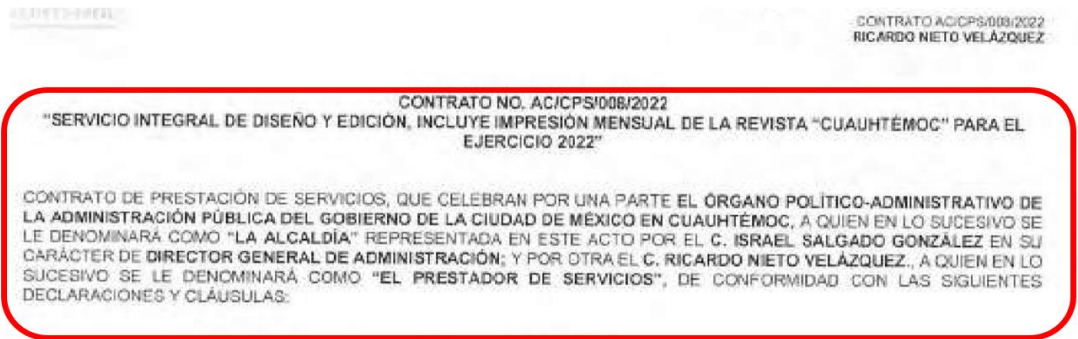 CONTRATO AC/CPS/008/2022
RICARDO NIETO VELÁZQUEZ
CONTRATO NO. AC/CPS/008/2022
"SERVICIO INTEGRAL DE DISEÑO Y EDICIÓN, INCLUYE IMPRESIÓN MENSUAL DE LA REVISTA "CUAUHTÉMOC" PARA EL
EJERCICIO 2022"
CONTRATO DE PRESTACIÓN DE SERVICIOS, QUE CELEBRAN POR UNA PARTE EL ÓRGANO POLÍTICO-ADMINISTRATIVO DE
LA ADMINISTRACIÓN PÚBLICA DEL GOBIERNO DE LA CIUDAD DE MÉXICO EN CUAUHTÉMOC, A QUIEN EN LO SUCESIVO SE
LE DENOMINARÁ COMO "LA ALCALDÍA" REPRESENTADA EN ESTE ACTO POR EL C. ISRAEL SALGADO GONZÁLEZ EN SU
CARÁCTER DE DIRECTOR GENERAL DE ADMINISTRACIÓN; Y POR OTRA EL C. RICARDO NIETO VELÁZQUEZ., A QUIEN EN LO
SUCESIVO SE LE DENOMINARÁ COMO "EL PRESTADOR DE SERVICIOS", DE CONFORMIDAD CON LAS SIGUIENTES
DECLARACIONES Y CLÁUSULAS: